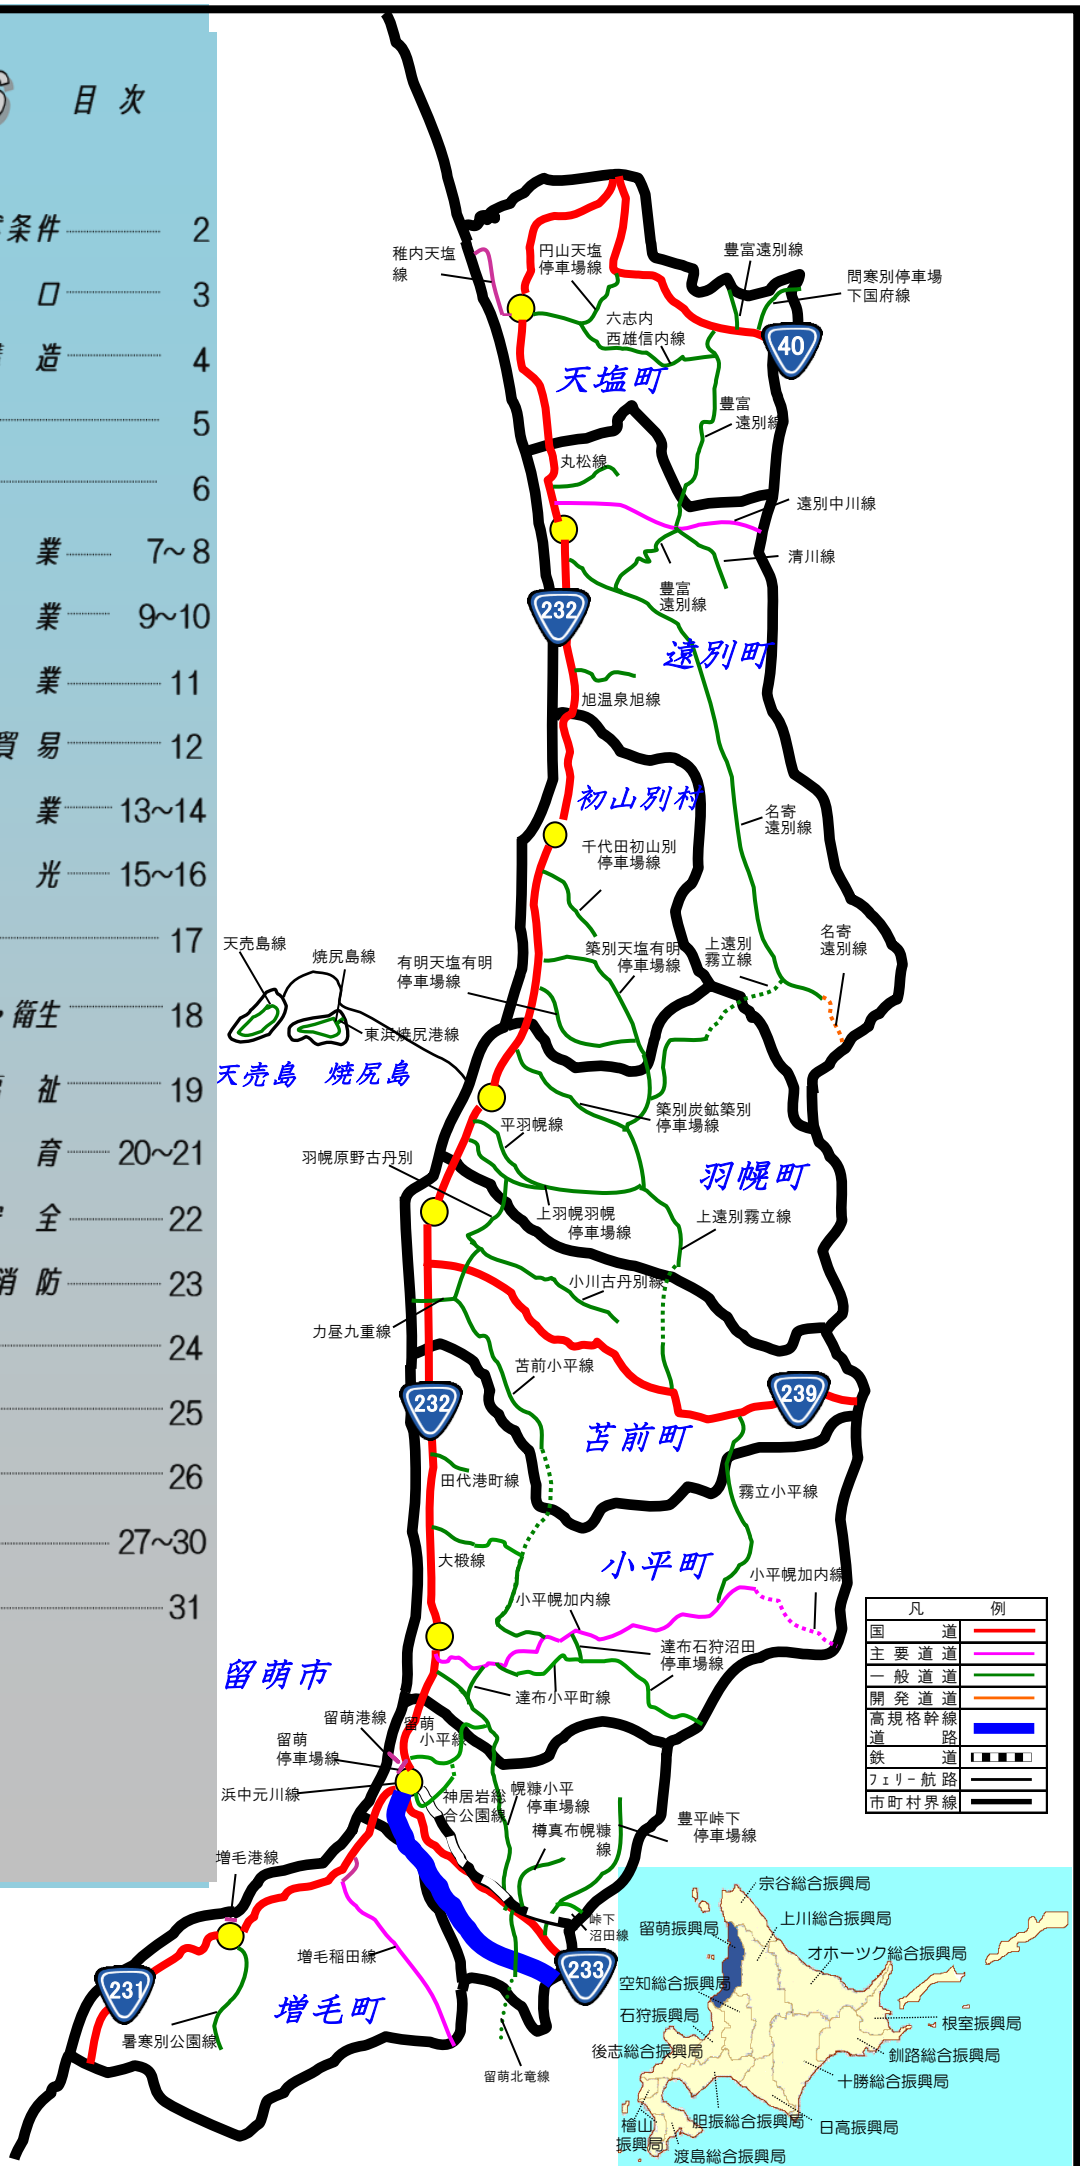 目 次
条件 2
口 3
造 4
5
6
業 7~8
業 9~10
業 11
貿 易 12
業 13~14
光 15~16
17
・衛生 18
祉 19
育 20~21
全 22
消 防 23
24
25
26
27~30
31
稚内天塩
線
円山天塩
停車場線
豊富遠別線
問寒別停車場
下国府線
六志内
西雄信内線
40
天塩町
豊富
遠別線
丸松線
遠別中川線
清川線
豊富
遠別線
232
遠別町
旭温泉旭線
初山別村
名寄
遠別線
千代田初山別
停車場線
天売島線
焼尻島線
有明天塩有明
停車場線
築別天塩有明
停車場線
上遠別
霧立線
名寄
遠別線
東浜焼尻港線
天売島 焼尻島
平羽幌線
築別炭鉱築別
停車場線
羽幌原野古丹別
羽幌町
上羽幌羽幌
停車場線
上遠別霧立線
小川古丹別線
力昼九重線
苫前小平線
232
239
苫前町
田代港町線
霧立小平線
大椴線
小平町
小平幌加内線
小平幌加内線
達布石狩沼田
停車場線
留萌市
達布小平町線
留萌港線
留萌
小平線
留萌
停車場線
浜中元川線
神居岩総
合公園線
幌糠小平
停車場線
樽真布幌糠
線
豊平峠下
停車場線
増毛港線
峠下
沼田線
増毛稲田線
233
231
増毛町
暑寒別公園線
留萌北竜線
凡 例
国 道
主要道道
一般道道
開発道道
高規格幹線
道 路
鉄 道
フェリー航路
市町村界線
宗谷総合振興局
留萌振興局
上川総合振興局
オホーツク総合振興局
空知総合振興局
石狩振興局
根室振興局
後志総合振興局
釧路総合振興局
十勝総合振興局
胆振総合振興局
日高振興局
檜山
振興局
渡島総合振興局